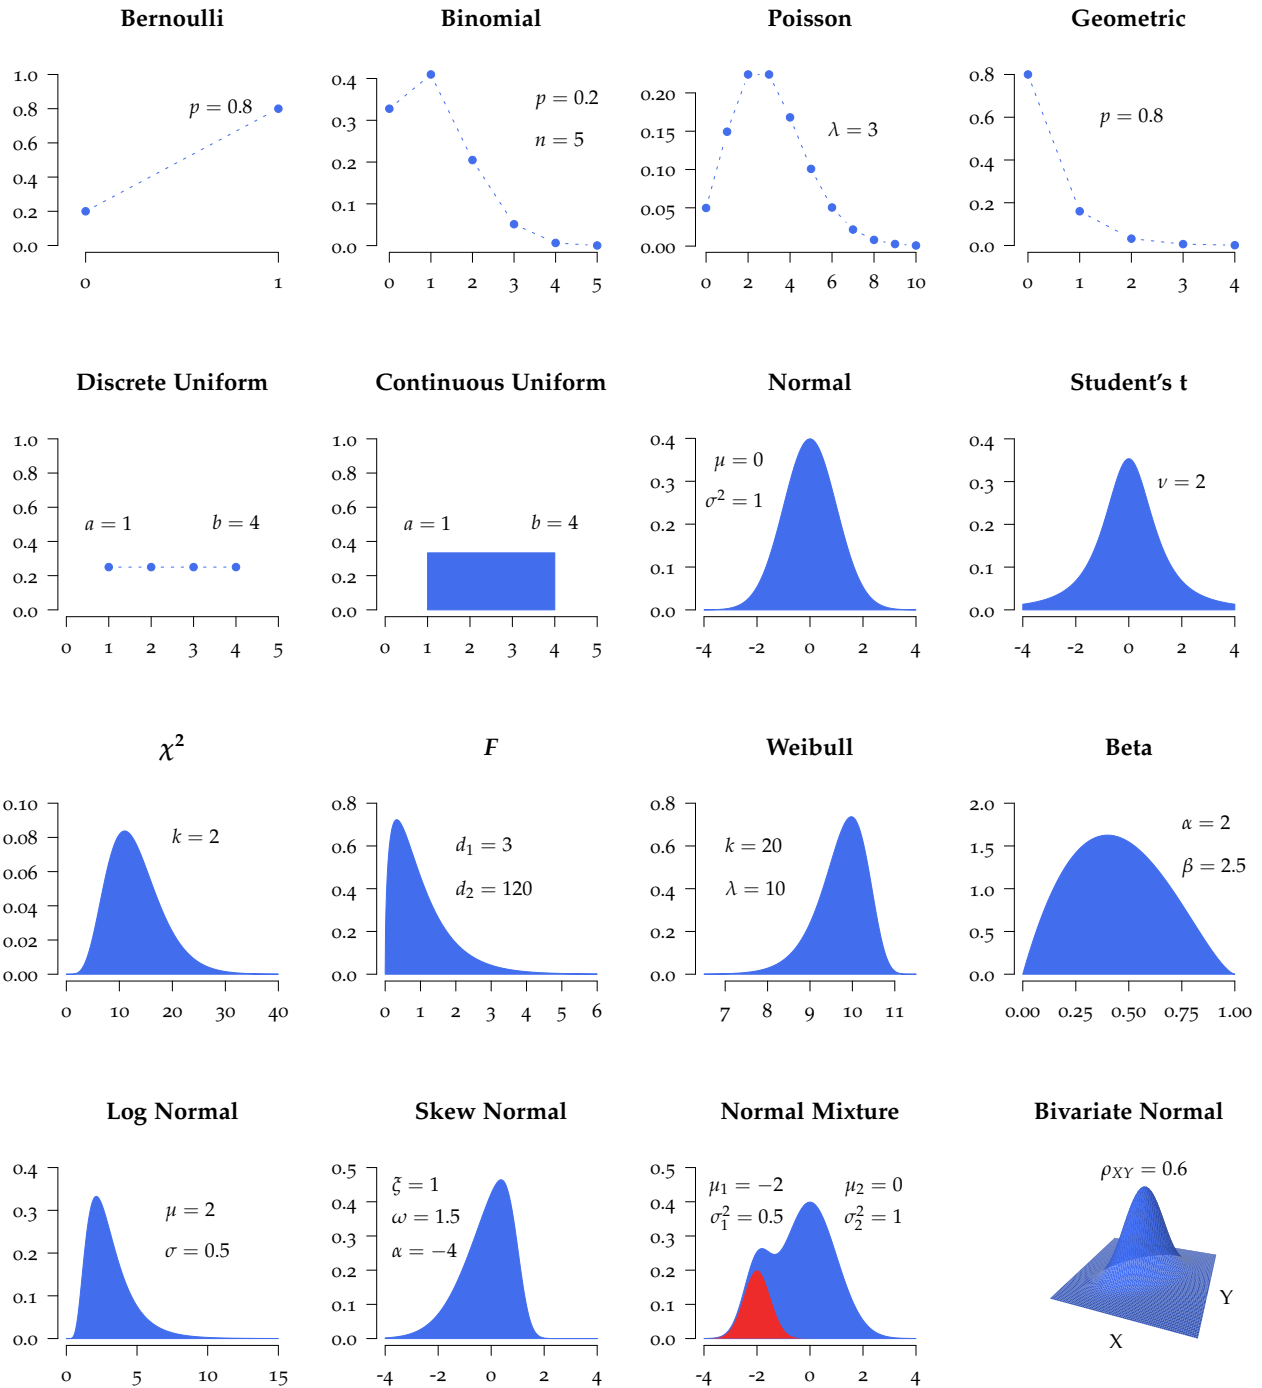 Bernoulli
1.0
0.8
0.6
0.4
0.2
0.0
p = 0.8
0 1
Binomial
0.4
0.3
0.2
0.1
0.0
p = 0.2
n = 5
0 1 2 3 4 5
Poisson
0.20
0.15
0.10
0.05
0.00
λ = 3
0 2 4 6 8 10
Geometric
0.8
0.6
0.4
0.2
0.0
p = 0.8
0 1 2 3 4
Discrete Uniform
1.0
0.8
0.6
0.4
0.2
0.0
a = 1 b = 4
0 1 2 3 4 5
Continuous Uniform
1.0
0.8
0.6
0.4
0.2
0.0
a = 1 b = 4
0 1 2 3 4 5
Normal
0.4
0.3
0.2
0.1
0.0
μ = 0
σ² = 1
-4 -2 0 2 4
Student's t
0.4
0.3
0.2
0.1
0.0
ν = 2
-4 -2 0 2 4
χ²
0.10
0.08
0.06
0.04
0.02
0.00
k = 2
0 10 20 30 40
F
0.8
0.6
0.4
0.2
0.0
d₁ = 3
d₂ = 120
0 1 2 3 4 5 6
Weibull
0.8
0.6
0.4
0.2
0.0
k = 20
λ = 10
7 8 9 10 11
Beta
2.0
1.5
1.0
0.5
0.0
α = 2
β = 2.5
0.00 0.25 0.50 0.75 1.00
Log Normal
0.4
0.3
0.2
0.1
0.0
μ = 2
σ = 0.5
0 5 10 15
Skew Normal
0.5
0.4
0.3
0.2
0.1
0.0
ξ = 1
ω = 1.5
α = −4
-4 -2 0 2 4
Normal Mixture
0.5
0.4
0.3
0.2
0.1
0.0
μ₁ = −2 μ₂ = 0
σ₁² = 0.5 σ₂² = 1
-4 -2 0 2 4
Bivariate Normal
ρXY = 0.6
Y
X